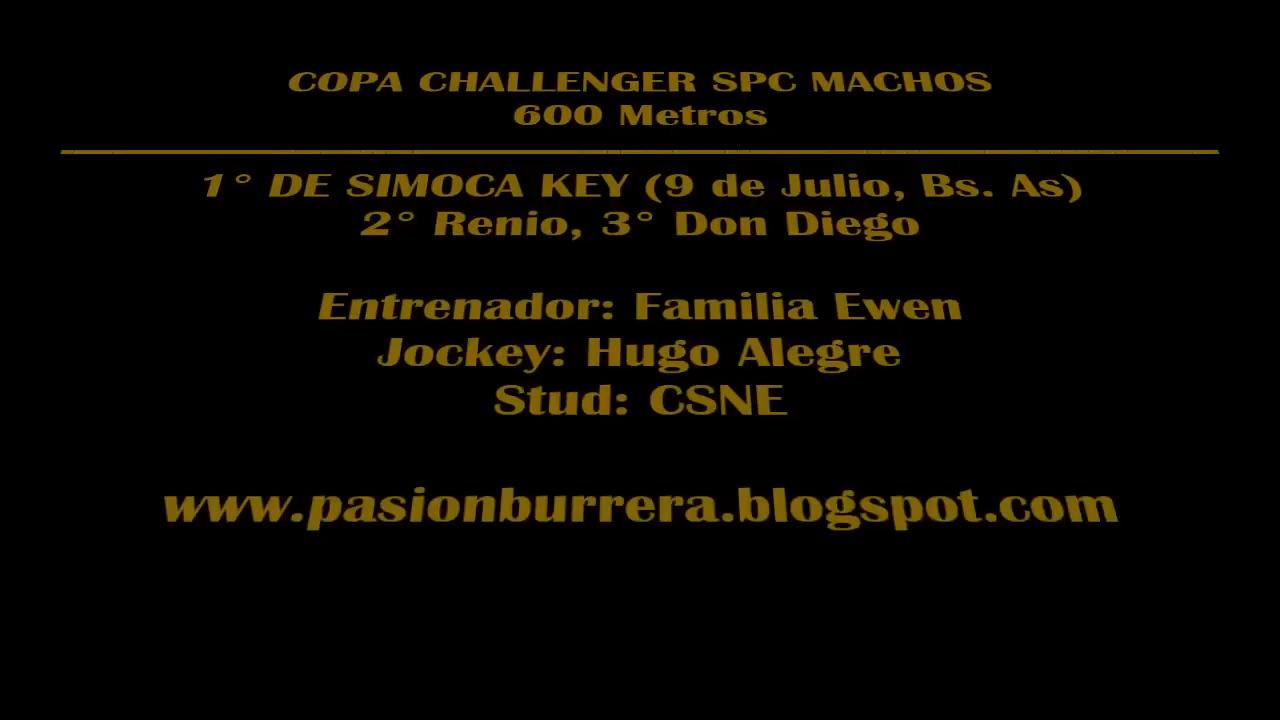 COPA CHALLENGER SPC MACHOS
600 Metros
1° DE SIMOCA KEY (9 de Julio, Bs. As)
2° Renio, 3° Don Diego
Entrenador: Familia Ewen
Jockey: Hugo Alegre
Stud: CSNE
www.pasionburrera.blogspot.com